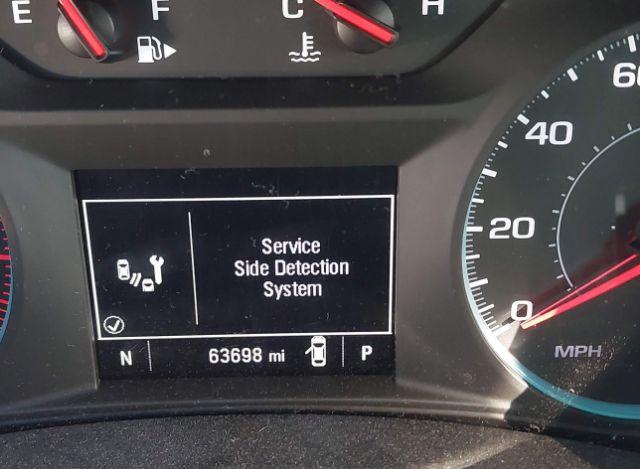 E F C H
60
40
20
0
MPH
Service
Side Detection
System
N 63698 mi P